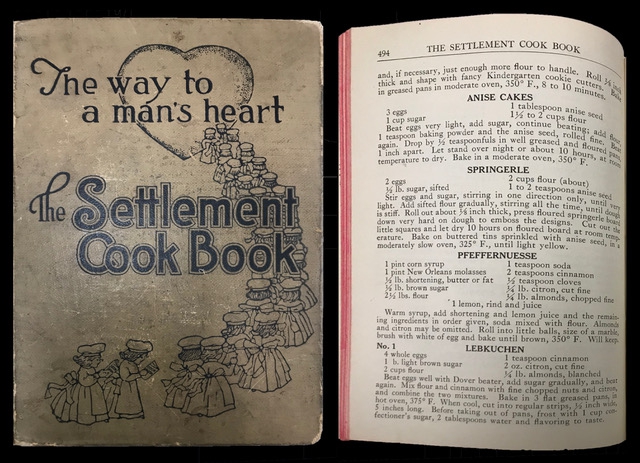 The way to
a man's heart
The Settlement
Cook Book
494 THE SETTLEMENT COOK BOOK
and, if necessary, just enough more flour to handle. Roll ⅛ inch
thick and shape with fancy Kindergarten cookie cutters. Bake
in greased pans in moderate oven, 350° F., 8 to 10 minutes.
ANISE CAKES
3 eggs 1 tablespoon anise seed
1 cup sugar 1½ to 2 cups flour
Beat eggs very light, add sugar, continue beating; add flour,
1 teaspoon baking powder and the anise seed, rolled fine. Beat
again. Drop by ½ teaspoonfuls in well greased and floured pans,
1 inch apart. Let stand over night or about 10 hours, at room
temperature to dry. Bake in a moderate oven, 350° F.
SPRINGERLE
2 eggs 2 cups flour (about)
½ lb. sugar, sifted 1 to 2 teaspoons anise seed
Stir eggs and sugar, stirring in one direction only, until very
light. Add sifted flour gradually, stirring all the time, until dough
is stiff. Roll out about ⅛ inch thick, press floured springerle board
down very hard on dough to emboss the designs. Cut out the
little squares and let dry 10 hours on floured board at room temp-
erature. Bake on buttered tins sprinkled with anise seed, in a
moderately slow oven, 325° F., until light yellow.
PFEFFERNUESSE
1 pint corn syrup 1 teaspoon soda
1 pint New Orleans molasses 2 teaspoons cinnamon
½ lb. shortening, butter or fat ½ teaspoon cloves
½ lb. brown sugar ¼ lb. citron, cut fine
2½ lbs. flour ¼ lb. almonds, chopped fine
1 lemon, rind and juice
Warm syrup, add shortening and lemon juice and the remain-
ing ingredients in order given, soda mixed with flour. Almonds
and citron may be omitted. Roll into little balls, size of a marble,
brush with white of egg and bake until brown, 350° F. Will keep.
No. 1 LEBKUCHEN
4 whole eggs 1 teaspoon cinnamon
1 lb. light brown sugar 2 oz. citron, cut fine
2 cups flour ¼ lb. almonds, blanched
Beat eggs well with Dover beater, add sugar gradually, and beat
again. Mix flour and cinnamon with fine chopped nuts and citron,
and combine the two mixtures. Bake in 3 flat greased pans, in
hot oven, 375° F. When cool, cut into regular strips, ½ inch wide,
5 inches long. Before taking out of pans, frost with 1 cup con-
fectioner's sugar, 2 tablespoons water and flavoring to taste.